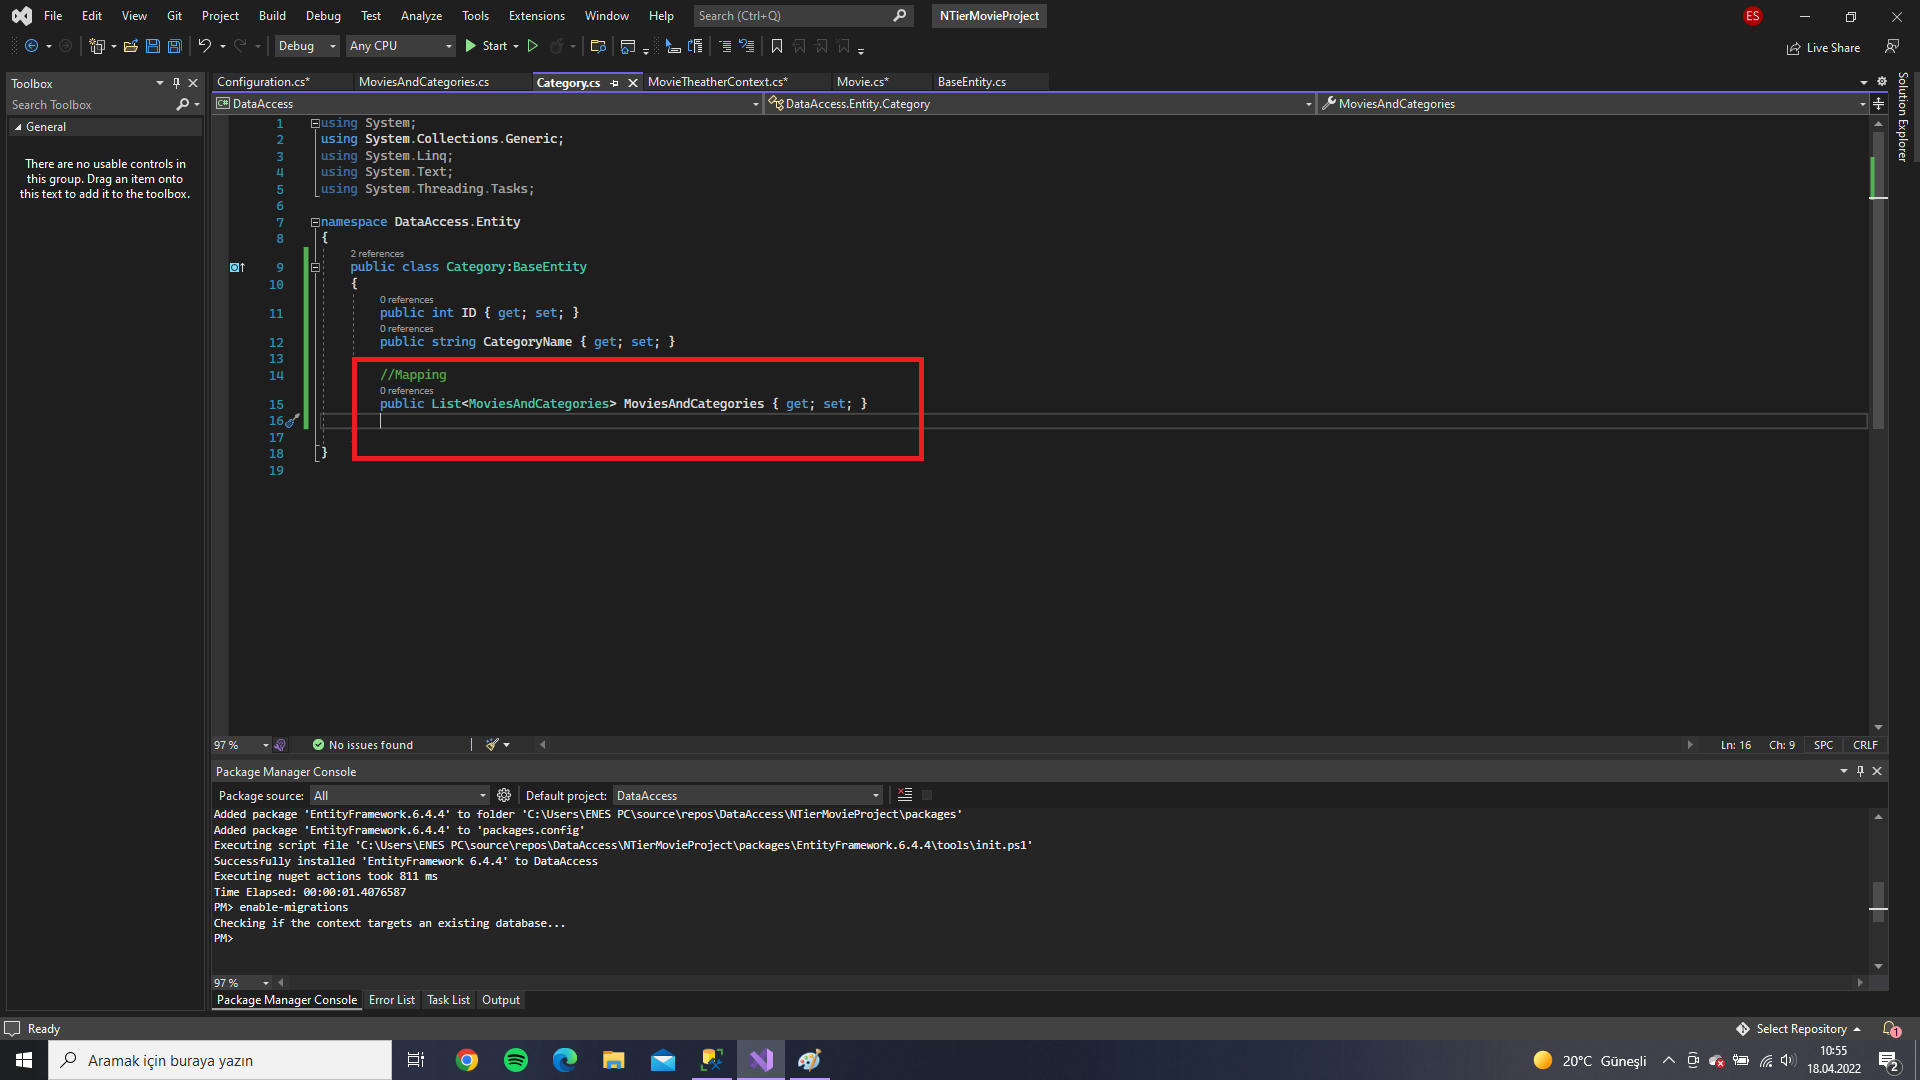 File Edit View Git Project Build Debug Test Analyze Tools Extensions Window Help Search (Ctrl+Q) NTierMovieProject ES
Debug Any CPU Start Live Share
Toolbox
Search Toolbox
General
There are no usable controls in
this group. Drag an item onto
this text to add it to the toolbox.
Configuration.cs* MoviesAndCategories.cs Category.cs MovieTheatherContext.cs* Movie.cs* BaseEntity.cs
C# DataAccess DataAccess.Entity.Category MoviesAndCategories
Solution Explorer
1 using System;
2 using System.Collections.Generic;
3 using System.Linq;
4 using System.Text;
5 using System.Threading.Tasks;
6
7 namespace DataAccess.Entity
8 {
2 references
9 public class Category:BaseEntity
10 {
0 references
11 public int ID { get; set; }
0 references
12 public string CategoryName { get; set; }
13
14 //Mapping
0 references
15 public List<MoviesAndCategories> MoviesAndCategories { get; set; }
16
17
18 }
19
97 % No issues found Ln: 16 Ch: 9 SPC CRLF
Package Manager Console
Package source: All Default project: DataAccess
Added package 'EntityFramework.6.4.4' to folder 'C:\Users\ENES PC\source\repos\DataAccess\NTierMovieProject\packages'
Added package 'EntityFramework.6.4.4' to 'packages.config'
Executing script file 'C:\Users\ENES PC\source\repos\DataAccess\NTierMovieProject\packages\EntityFramework.6.4.4\tools\init.ps1'
Successfully installed 'EntityFramework 6.4.4' to DataAccess
Executing nuget actions took 811 ms
Time Elapsed: 00:00:01.4076587
PM> enable-migrations
Checking if the context targets an existing database...
PM>
97 %
Package Manager Console Error List Task List Output
Ready Select Repository 1
Aramak için buraya yazın 20°C Güneşli 10:55
18.04.2022 2